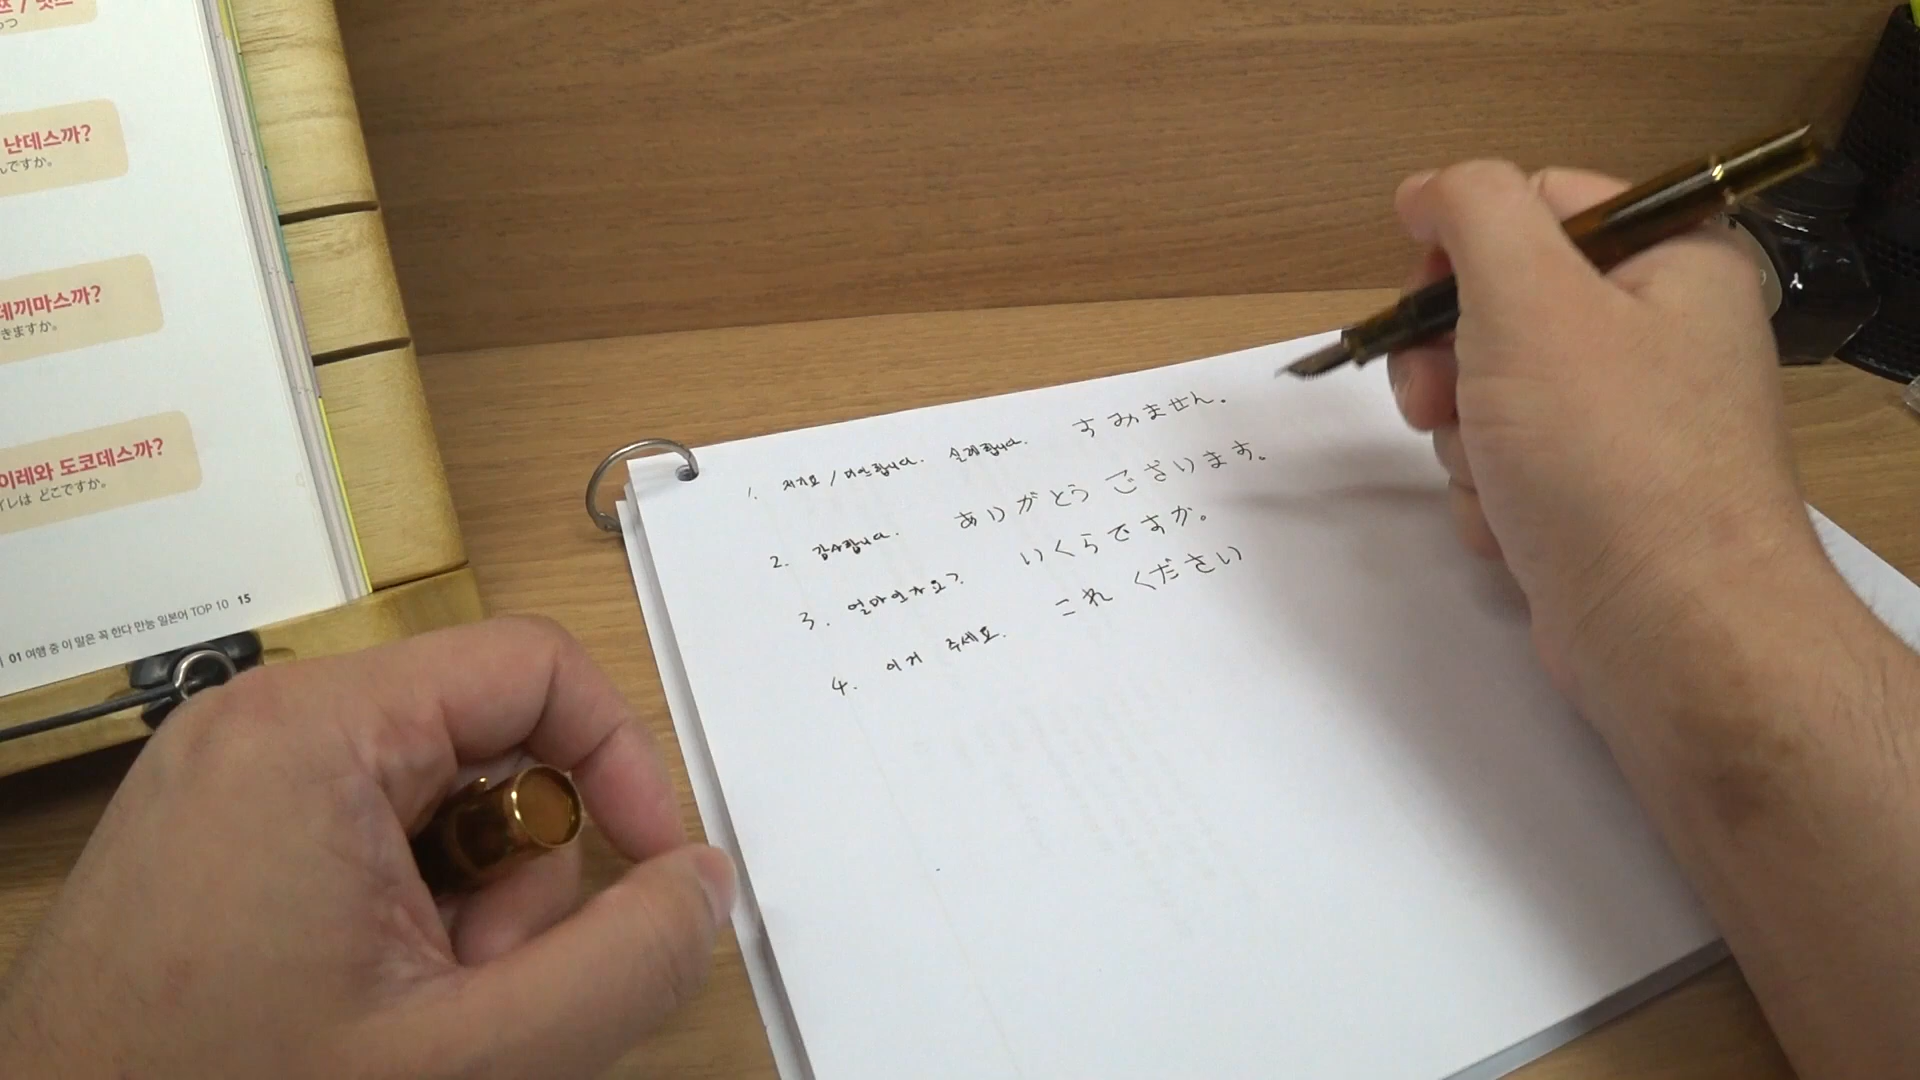 난데스까?
んですか。
데끼마스까?
きますか。
이레와 도코데스까?
イレは どこですか。
01 여행 중 이 말은 꼭 한다 만능 일본어 TOP 10 15
1. 저기요 / 미안합니다. 실례합니다. すみません。
2. 감사합니다. ありがとう ございます。
3. 얼마인가요?. いくらですか。
4. 이거 주세요. これ ください